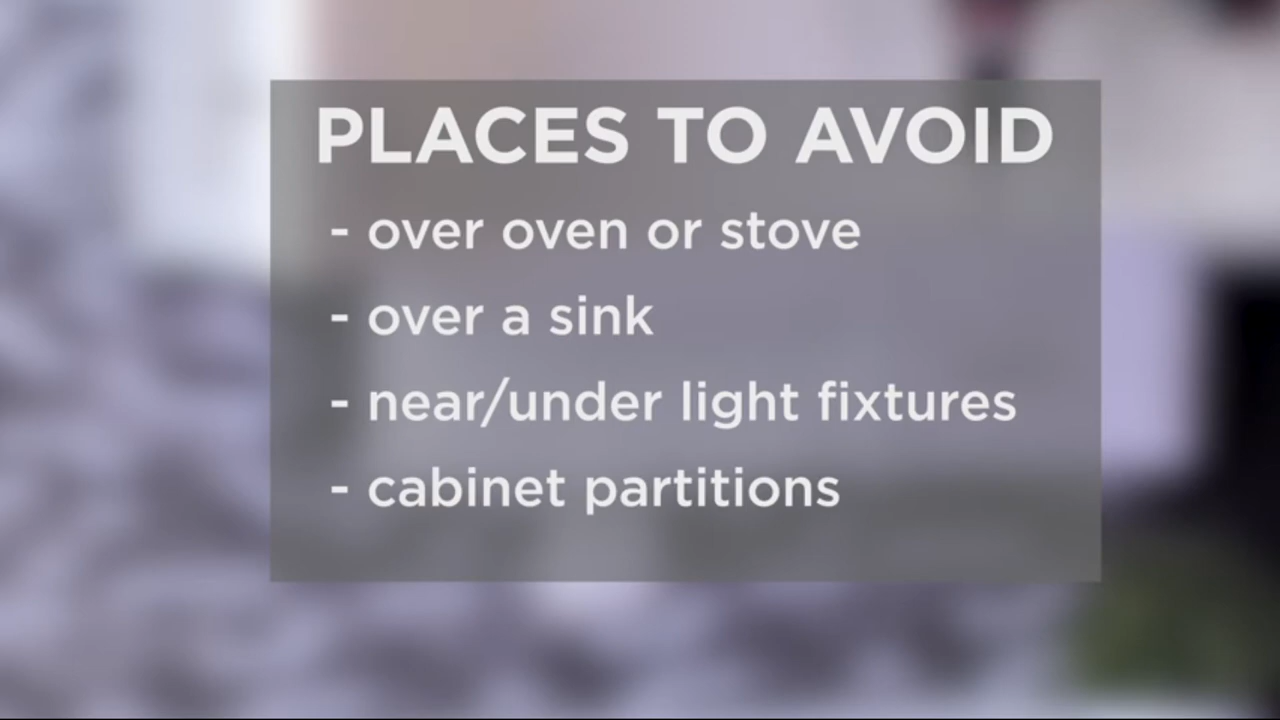 PLACES TO AVOID
- over oven or stove
- over a sink
- near/under light fixtures
- cabinet partitions